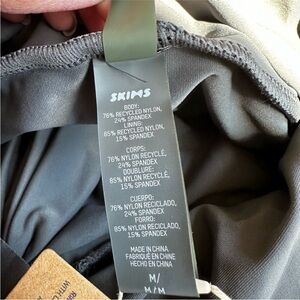 SKIMS
BODY:
76% RECYCLED NYLON,
24% SPANDEX
LINING:
85% RECYCLED NYLON,
15% SPANDEX
CORPS:
76% NYLON RECYCLÉ,
24% SPANDEX
DOUBLURE:
85% NYLON RECYCLÉ,
15% SPANDEX
CUERPO:
76% NYLON RECICLADO,
24% SPANDEX
FORRO:
85% NYLON RECICLADO,
15% SPANDEX
MADE IN CHINA
FABRIQUÉ EN CHINE
HECHO EN CHINA
M/
M/M